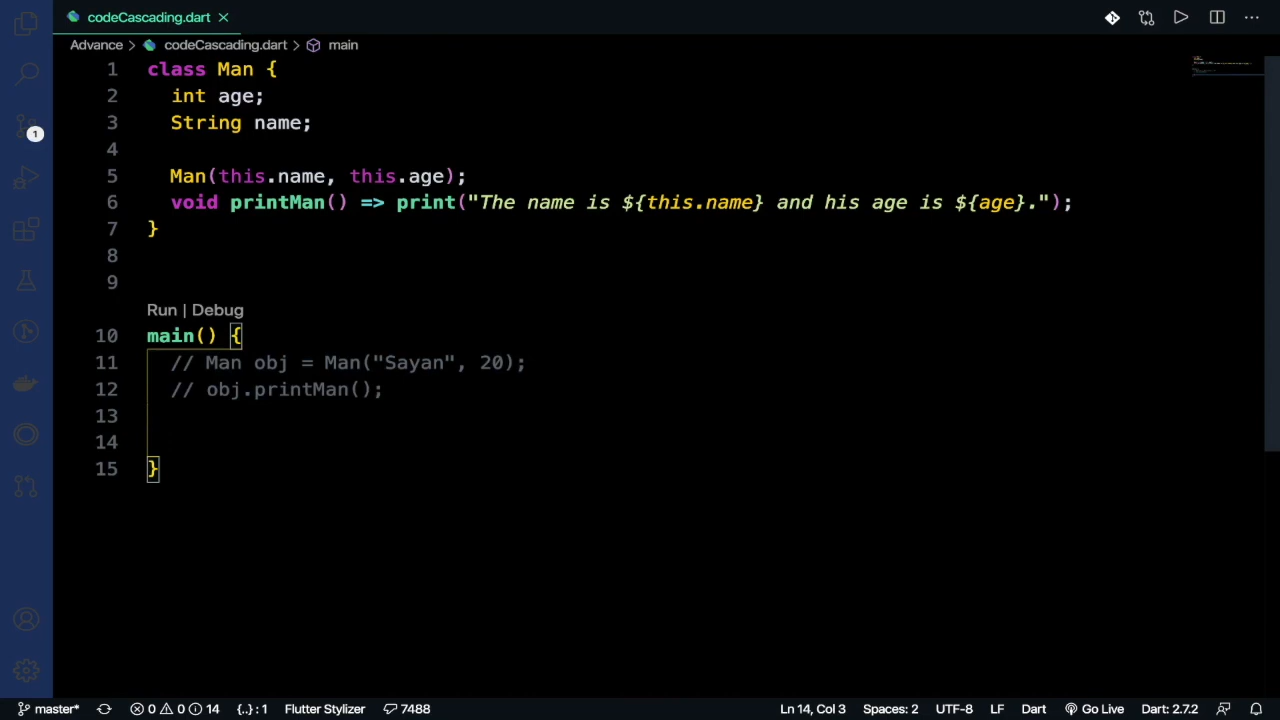 codeCascading.dart
Advance > codeCascading.dart > main
1 class Man {
2 int age;
3 String name;
4
5 Man(this.name, this.age);
6 void printMan() => print("The name is ${this.name} and his age is ${age}.");
7 }
8
9
Run | Debug
10 main() {
11 // Man obj = Man("Sayan", 20);
12 // obj.printMan();
13
14
15 }
1
master* 0 0 14 {..} : 1 Flutter Stylizer 7488 Ln 14, Col 3 Spaces: 2 UTF-8 LF Dart Go Live Dart: 2.7.2